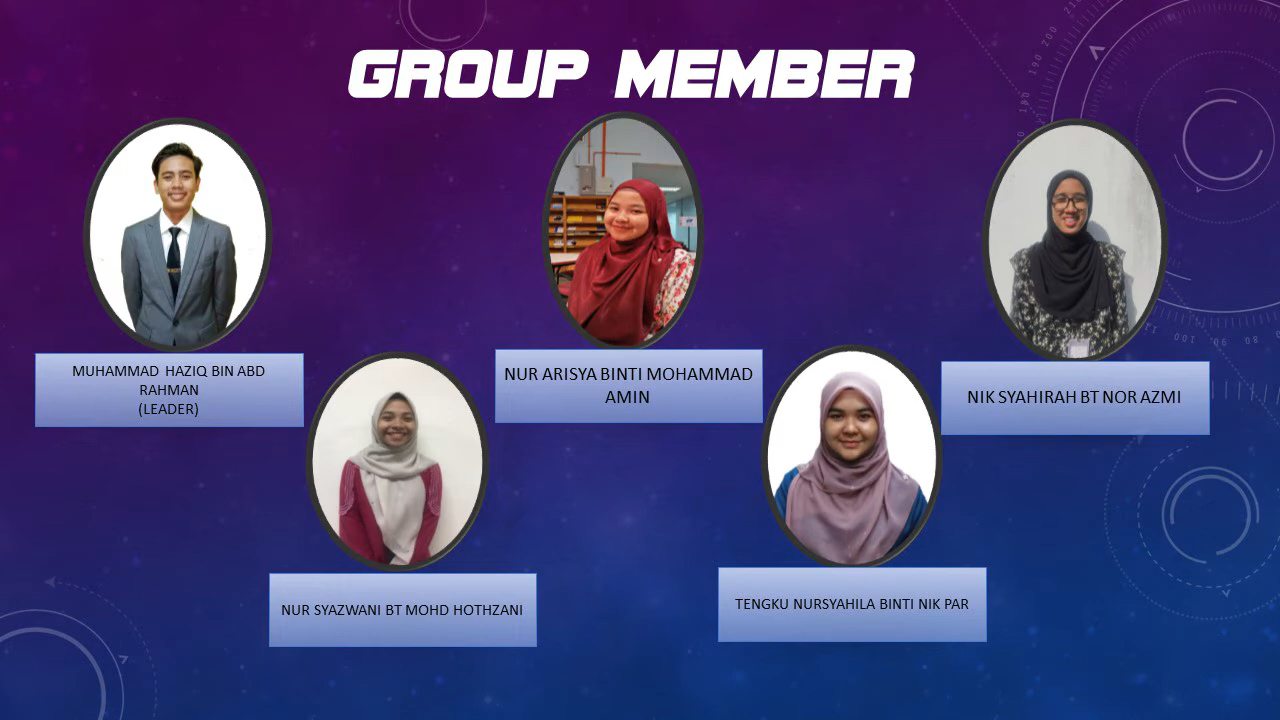 GROUP MEMBER
MUHAMMAD HAZIQ BIN ABD
RAHMAN
(LEADER)
NUR ARISYA BINTI MOHAMMAD
AMIN
NIK SYAHIRAH BT NOR AZMI
NUR SYAZWANI BT MOHD HOTHZANI
TENGKU NURSYAHILA BINTI NIK PAR